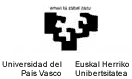 eman ta zabal zazu
Universidad del País Vasco
Euskal Herriko Unibertsitatea